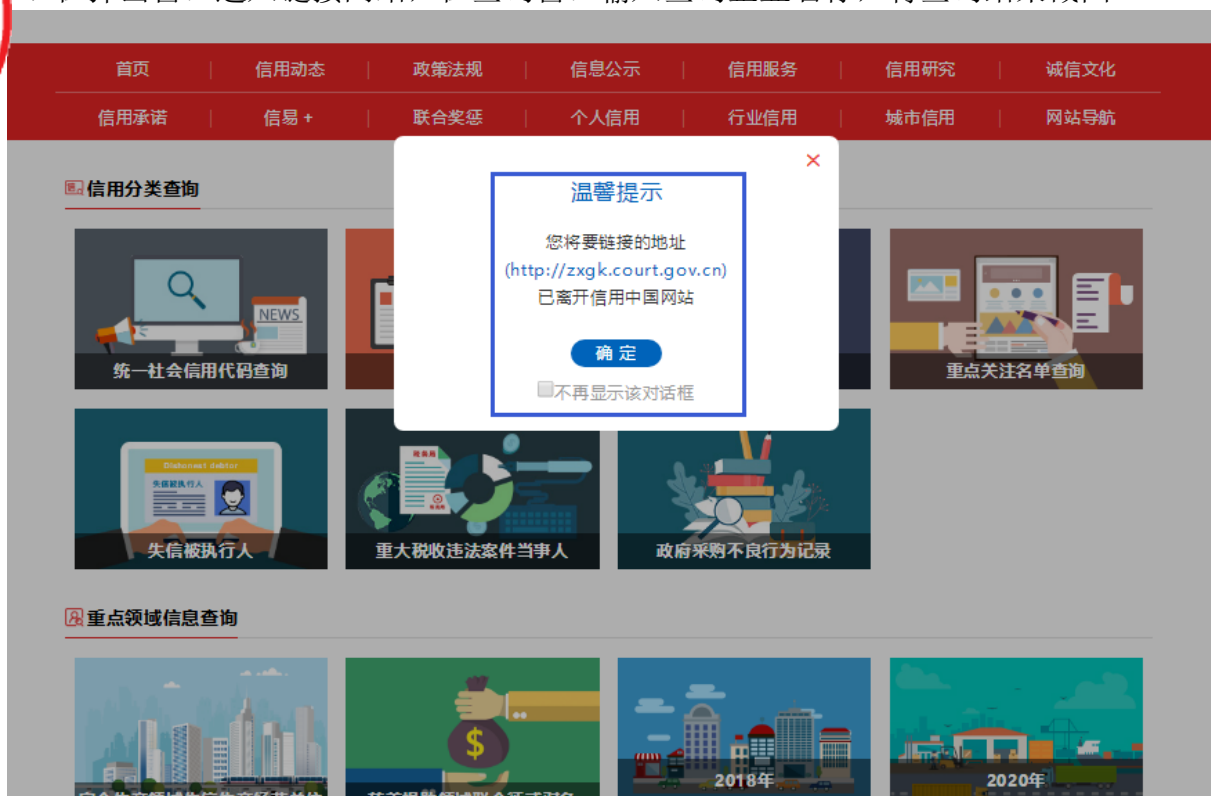 首页 信用动态 政策法规 信息公示 信用服务 信用研究 诚信文化
信用承诺 信易 + 联合奖惩 个人信用 行业信用 城市信用 网站导航
×
信用分类查询
温馨提示
您将要链接的地址
(http://zxgk.court.gov.cn)
已离开信用中国网站
确 定
不再显示该对话框
NEWS
统一社会信用代码查询
重点关注名单查询
Dishonest debtor
失信被执行人
失信被执行人
税务局
重大税收违法案件当事人
政府采购不良行为记录
重点领域信息查询
$
2018年
2020年